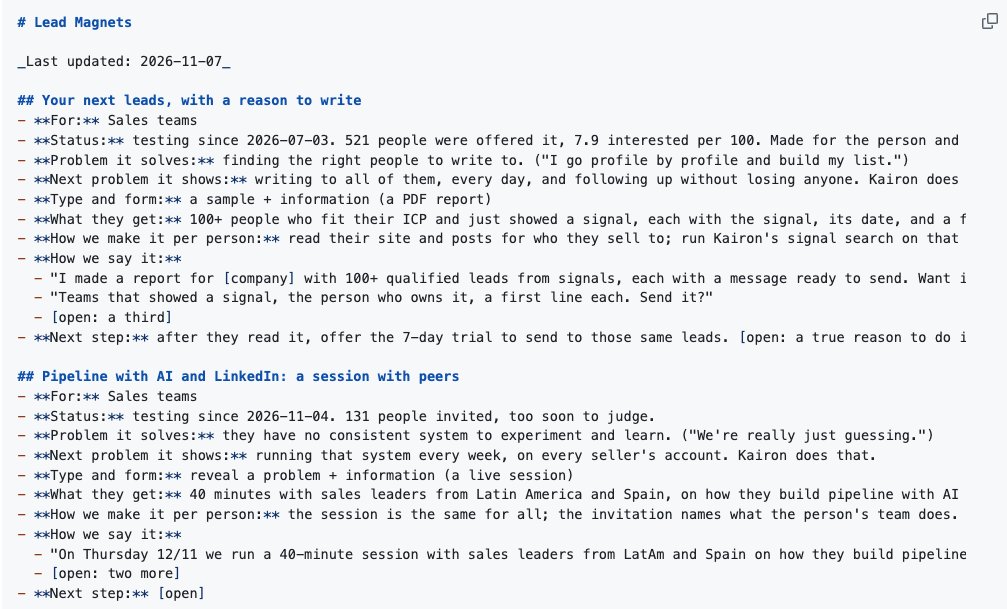 # Lead Magnets
_Last updated: 2026-11-07_
## Your next leads, with a reason to write
- **For:** Sales teams
- **Status:** testing since 2026-07-03. 521 people were offered it, 7.9 interested per 100. Made for the person and
- **Problem it solves:** finding the right people to write to. ("I go profile by profile and build my list.")
- **Next problem it shows:** writing to all of them, every day, and following up without losing anyone. Kairon does
- **Type and form:** a sample + information (a PDF report)
- **What they get:** 100+ people who fit their ICP and just showed a signal, each with the signal, its date, and a f
- **How we make it per person:** read their site and posts for who they sell to; run Kairon's signal search on that
- **How we say it:**
  - "I made a report for [company] with 100+ qualified leads from signals, each with a message ready to send. Want i
  - "Teams that showed a signal, the person who owns it, a first line each. Send it?"
  - [open: a third]
- **Next step:** after they read it, offer the 7-day trial to send to those same leads. [open: a true reason to do i
## Pipeline with AI and LinkedIn: a session with peers
- **For:** Sales teams
- **Status:** testing since 2026-11-04. 131 people invited, too soon to judge.
- **Problem it solves:** they have no consistent system to experiment and learn. ("We're really just guessing.")
- **Next problem it shows:** running that system every week, on every seller's account. Kairon does that.
- **Type and form:** reveal a problem + information (a live session)
- **What they get:** 40 minutes with sales leaders from Latin America and Spain, on how they build pipeline with AI
- **How we make it per person:** the session is the same for all; the invitation names what the person's team does.
- **How we say it:**
  - "On Thursday 12/11 we run a 40-minute session with sales leaders from LatAm and Spain on how they build pipeline
  - [open: two more]
- **Next step:** [open]